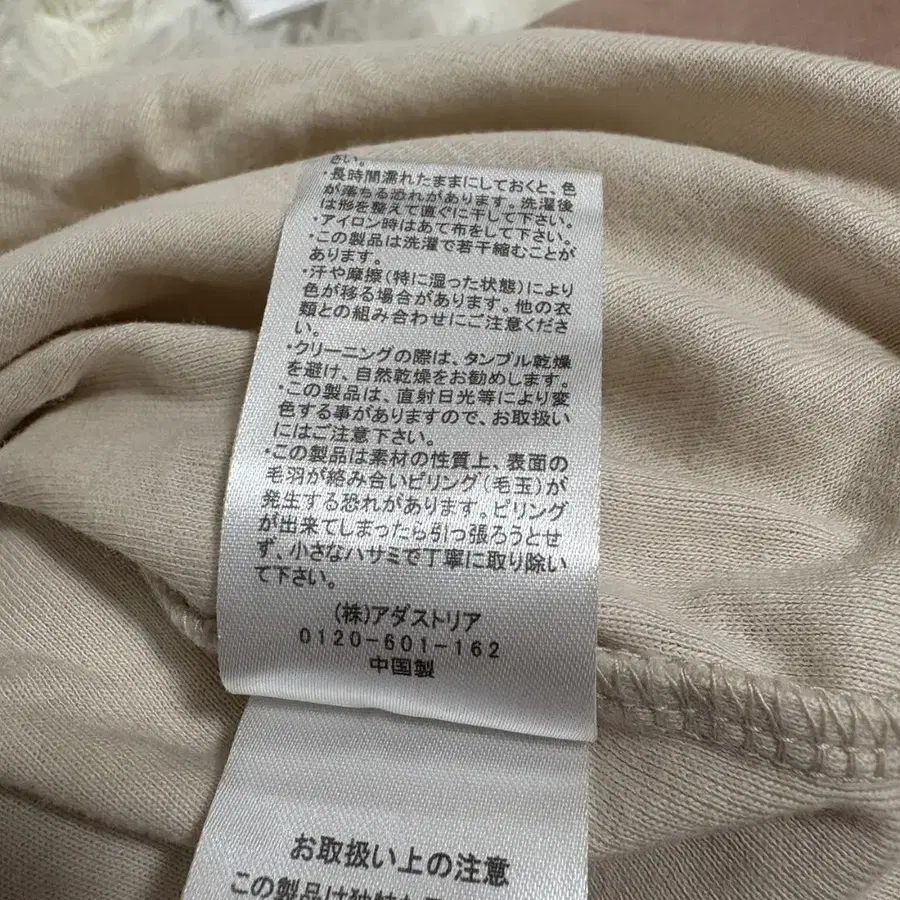 さい。
・長時間濡れたままにしておくと、色
が落ちる恐れがあります。洗濯後
は形を整えて直ぐに干して下さい。
・アイロン時はあて布をして下さい。
・この製品は洗濯で若干縮むことが
あります。
・汗や摩擦(特に湿った状態)により
色が移る場合があります。他の衣
類との組み合わせにご注意くださ
い。
・クリーニングの際は、タンブル乾燥
を避け、自然乾燥をお勧めします。
・この製品は、直射日光等により変
色する事がありますので、お取扱い
にはご注意下さい。
・この製品は素材の性質上、表面の
毛羽が絡み合いピリング(毛玉)が
発生する恐れがあります。ピリング
が出来てしまったら引っ張ろうとせ
ず、小さなハサミで丁寧に取り除い
て下さい。
(株)アダストリア
0120-601-162
中国製
お取扱い上の注意
この製品は独特な